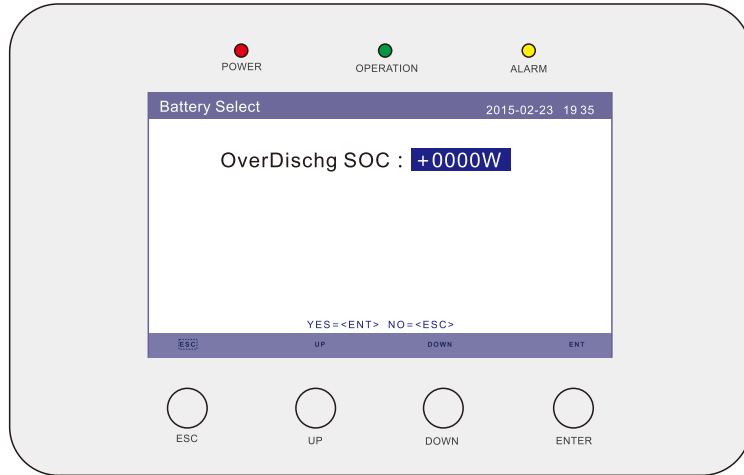 POWER OPERATION ALARM
Battery Select 2015-02-23 19 35
OverDischg SOC : +0000W
YES=<ENT> NO=<ESC>
ESC UP DOWN ENT
ESC UP DOWN ENTER